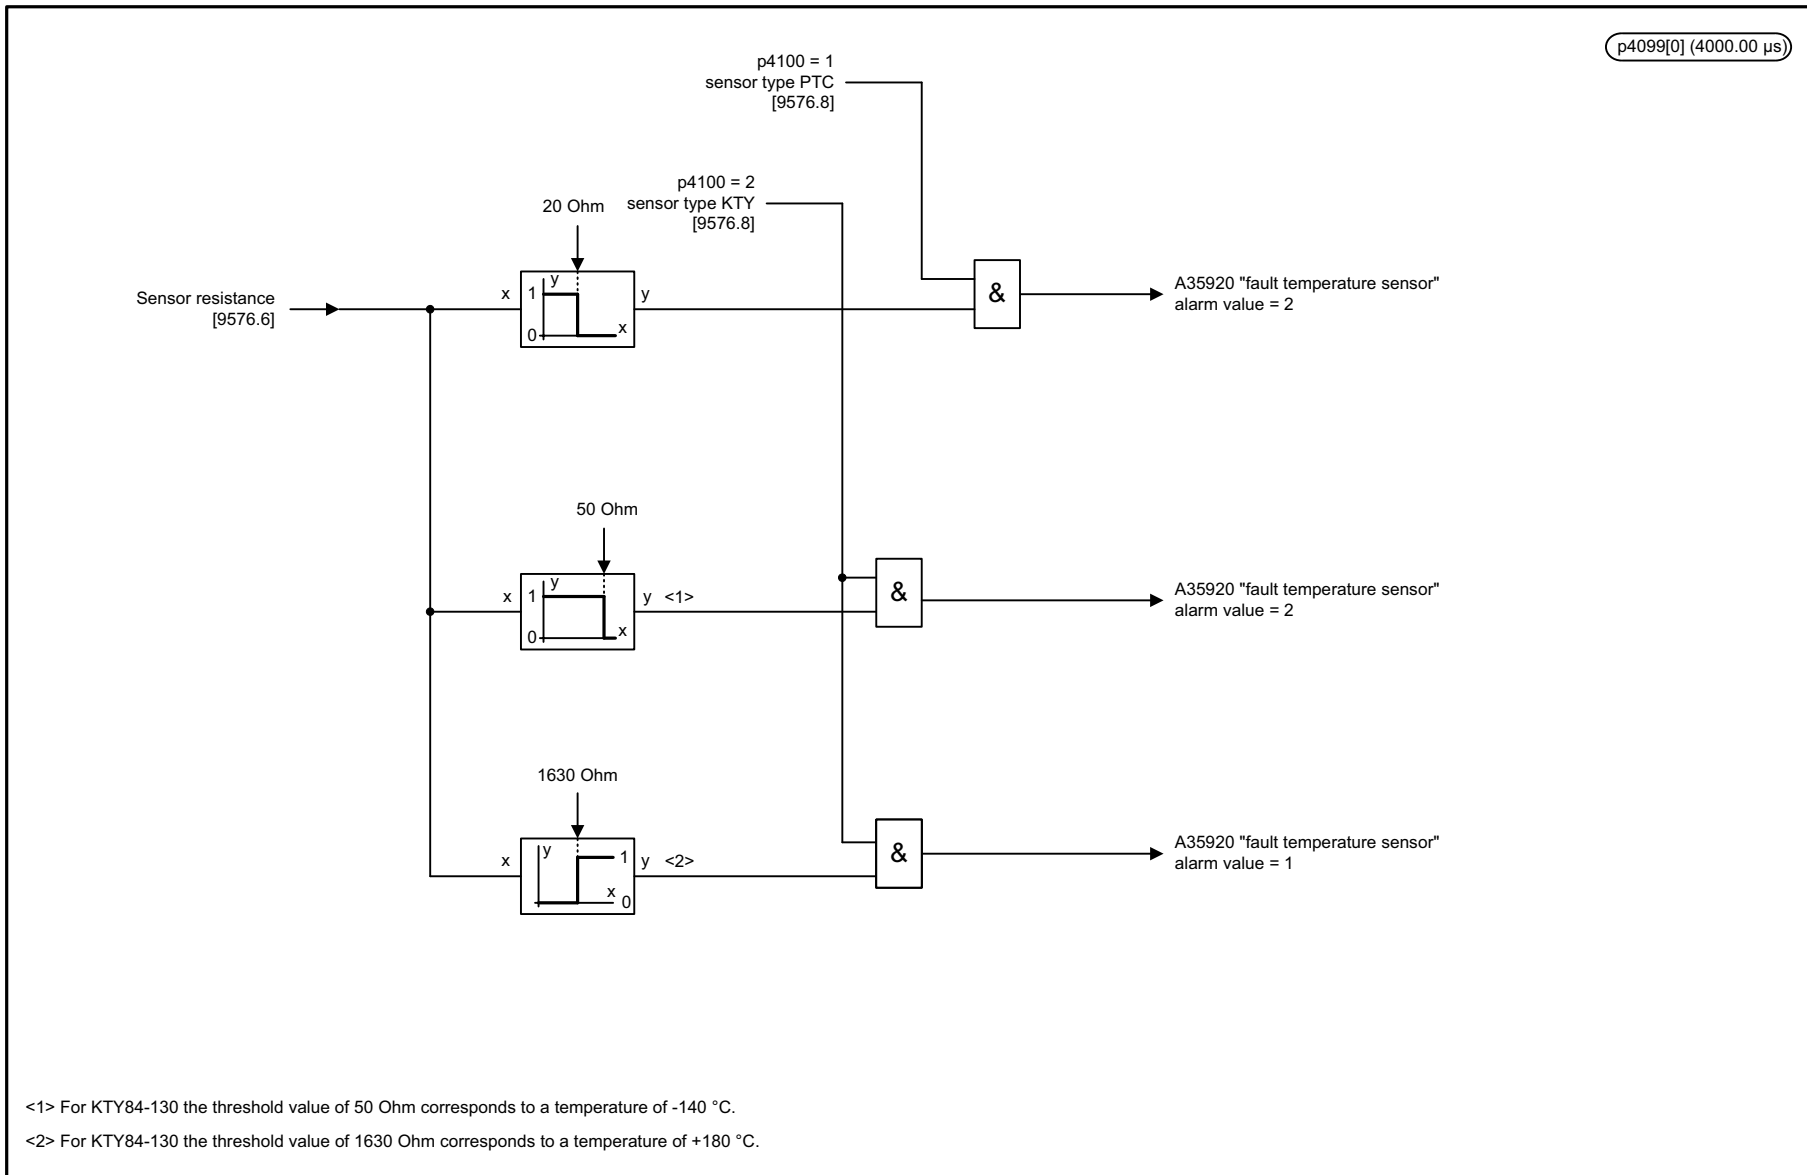 p4099[0] (4000.00 µs)
p4100 = 1
sensor type PTC
[9576.8]
p4100 = 2
sensor type KTY
[9576.8]
20 Ohm
Sensor resistance
[9576.6]
x
1
y
0
x
y
&
A35920 "fault temperature sensor"
alarm value = 2
50 Ohm
x
1
y
0
x
y <1>
&
A35920 "fault temperature sensor"
alarm value = 2
1630 Ohm
x
y
1
x
0
y <2>
&
A35920 "fault temperature sensor"
alarm value = 1
<1> For KTY84-130 the threshold value of 50 Ohm corresponds to a temperature of -140 °C.
<2> For KTY84-130 the threshold value of 1630 Ohm corresponds to a temperature of +180 °C.